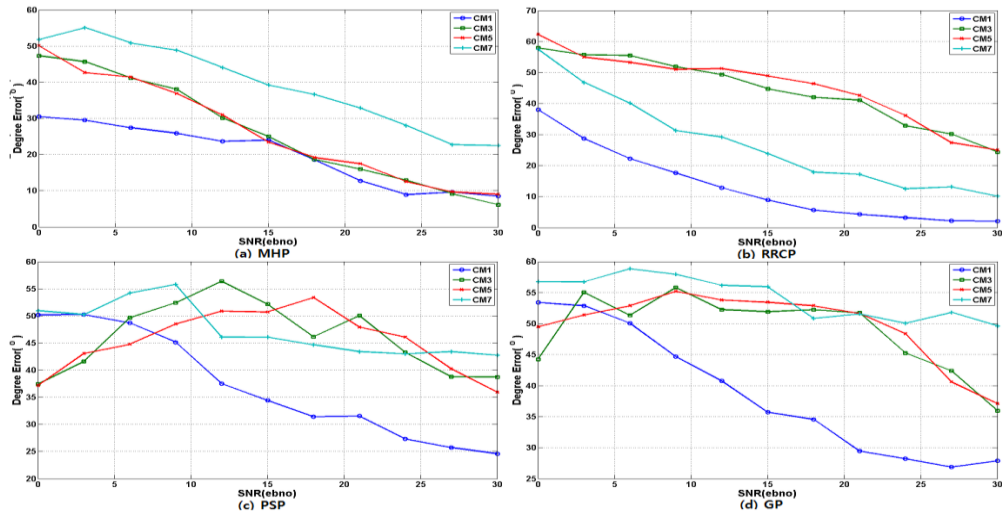 60
50
40
30
20
10
0
Degree Error(
0 5 10 15 20 25 30
SNR(ebno)
(a) MHP
CM1
CM3
CM5
CM7
70
60
50
40
30
20
10
0
Degree Error(
0 5 10 15 20 25 30
SNR(ebno)
(b) RRCP
CM1
CM3
CM5
CM7
60
55
50
45
40
35
30
25
20
Degree Error(
0 5 10 15 20 25 30
SNR(ebno)
(c) PSP
CM1
CM3
CM5
CM7
60
55
50
45
40
35
30
25
Degree Error(
0 5 10 15 20 25 30
SNR(ebno)
(d) GP
CM1
CM3
CM5
CM7